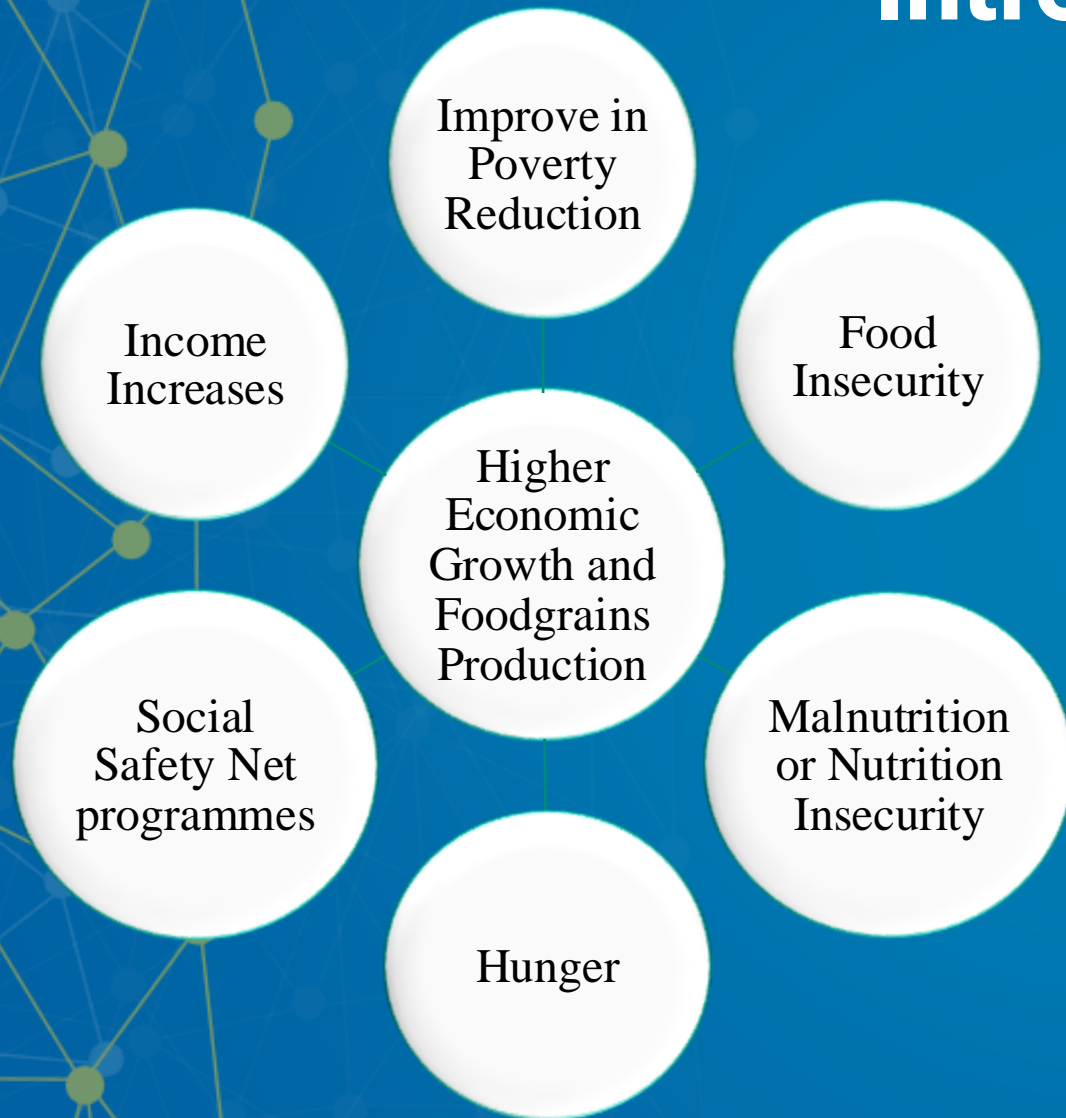 Improve in
Poverty
Reduction
Food
Insecurity
Malnutrition
or Nutrition
Insecurity
Hunger
Social
Safety Net
programmes
Income
Increases
Higher
Economic
Growth and
Foodgrains
Production